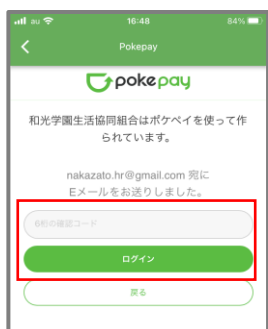 au 16:48 84%
Pokepay
pokepay
和光学園生活協同組合はポケペイを使って作
られています。
nakazato.hr@gmail.com 宛に
Eメールをお送りしました。
6桁の確認コード
ログイン
戻る